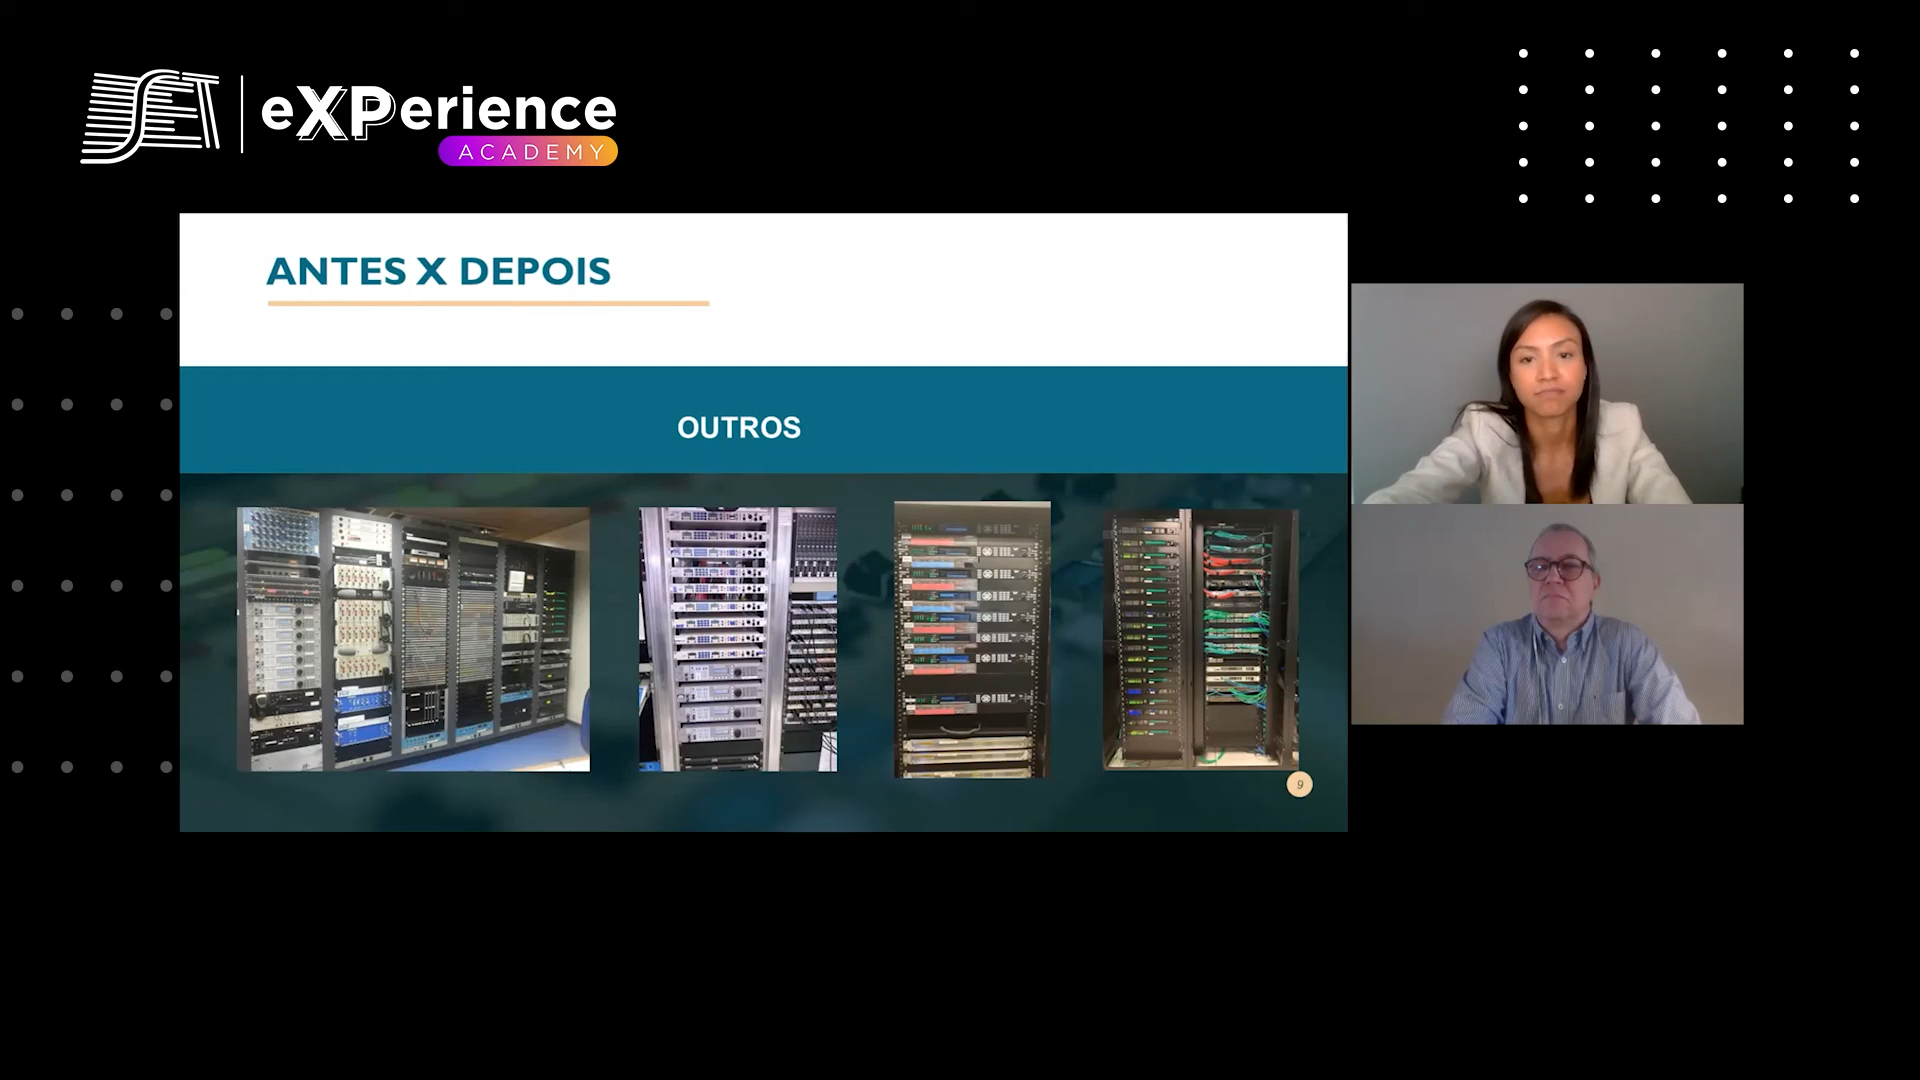 SET
eXPerience
ACADEMY
ANTES X DEPOIS
OUTROS
9